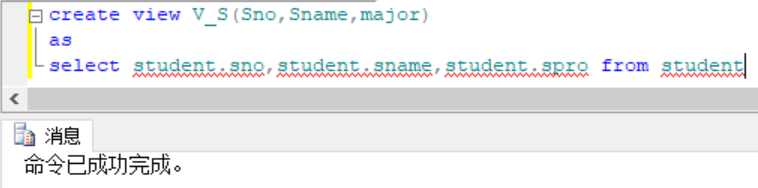 create view V_S(Sno,Sname,major)
as
select student.sno,student.sname,student.spro from student
消息
命令已成功完成。